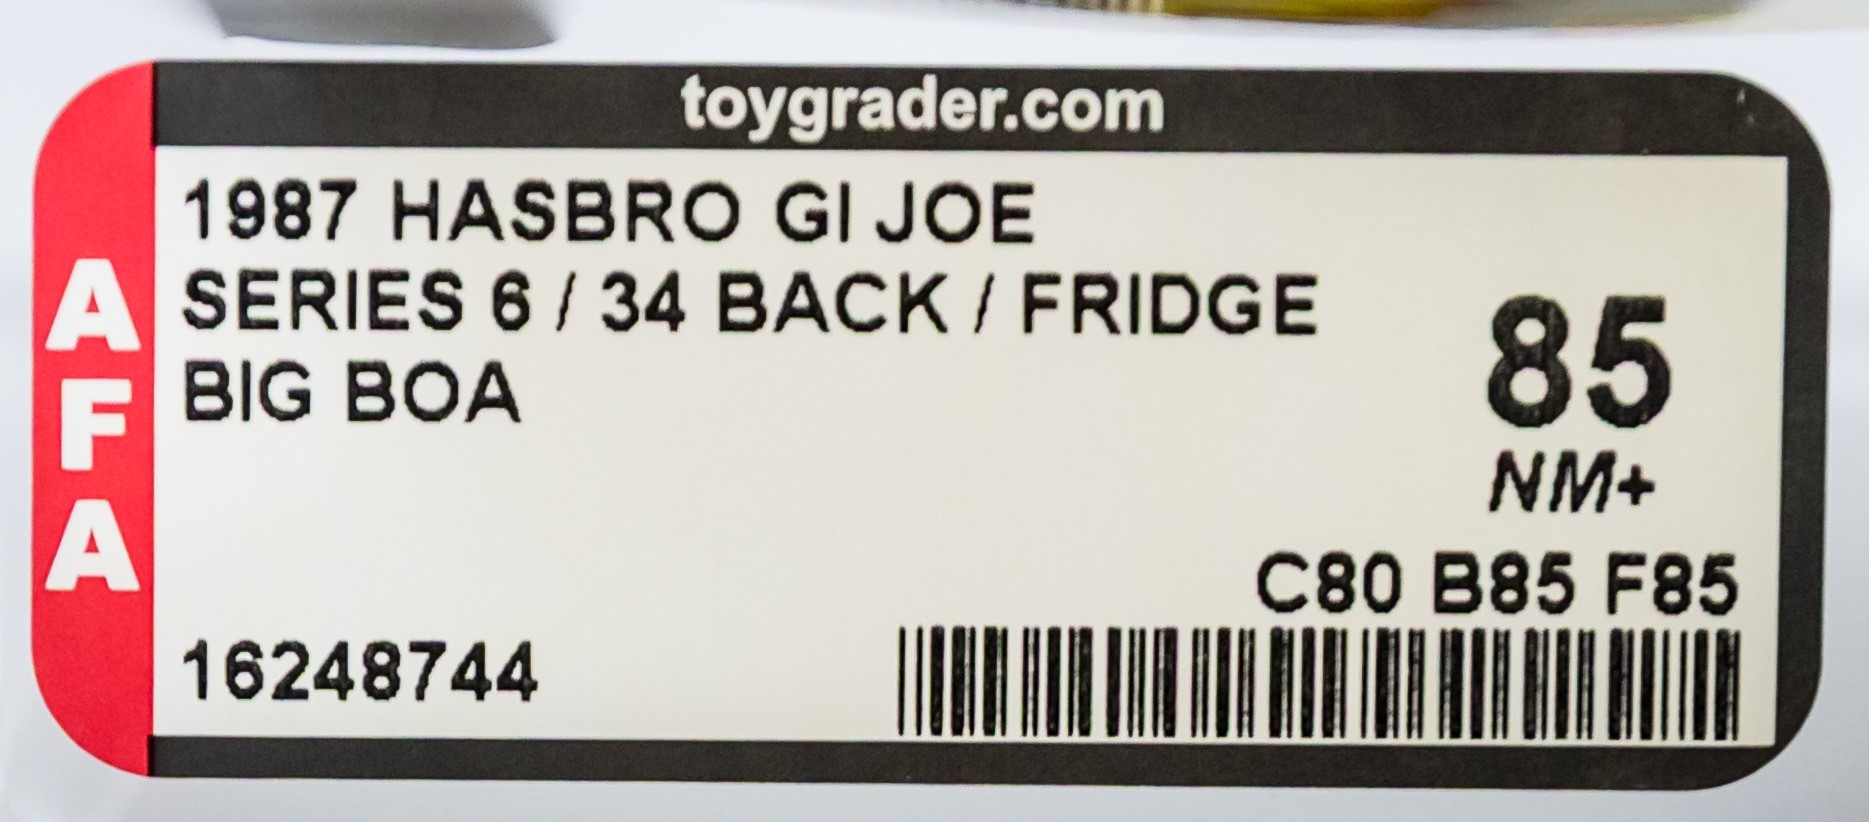 toygrader.com
AFA
1987 HASBRO GI JOE
SERIES 6 / 34 BACK / FRIDGE
BIG BOA
85
NM+
C80 B85 F85
16248744